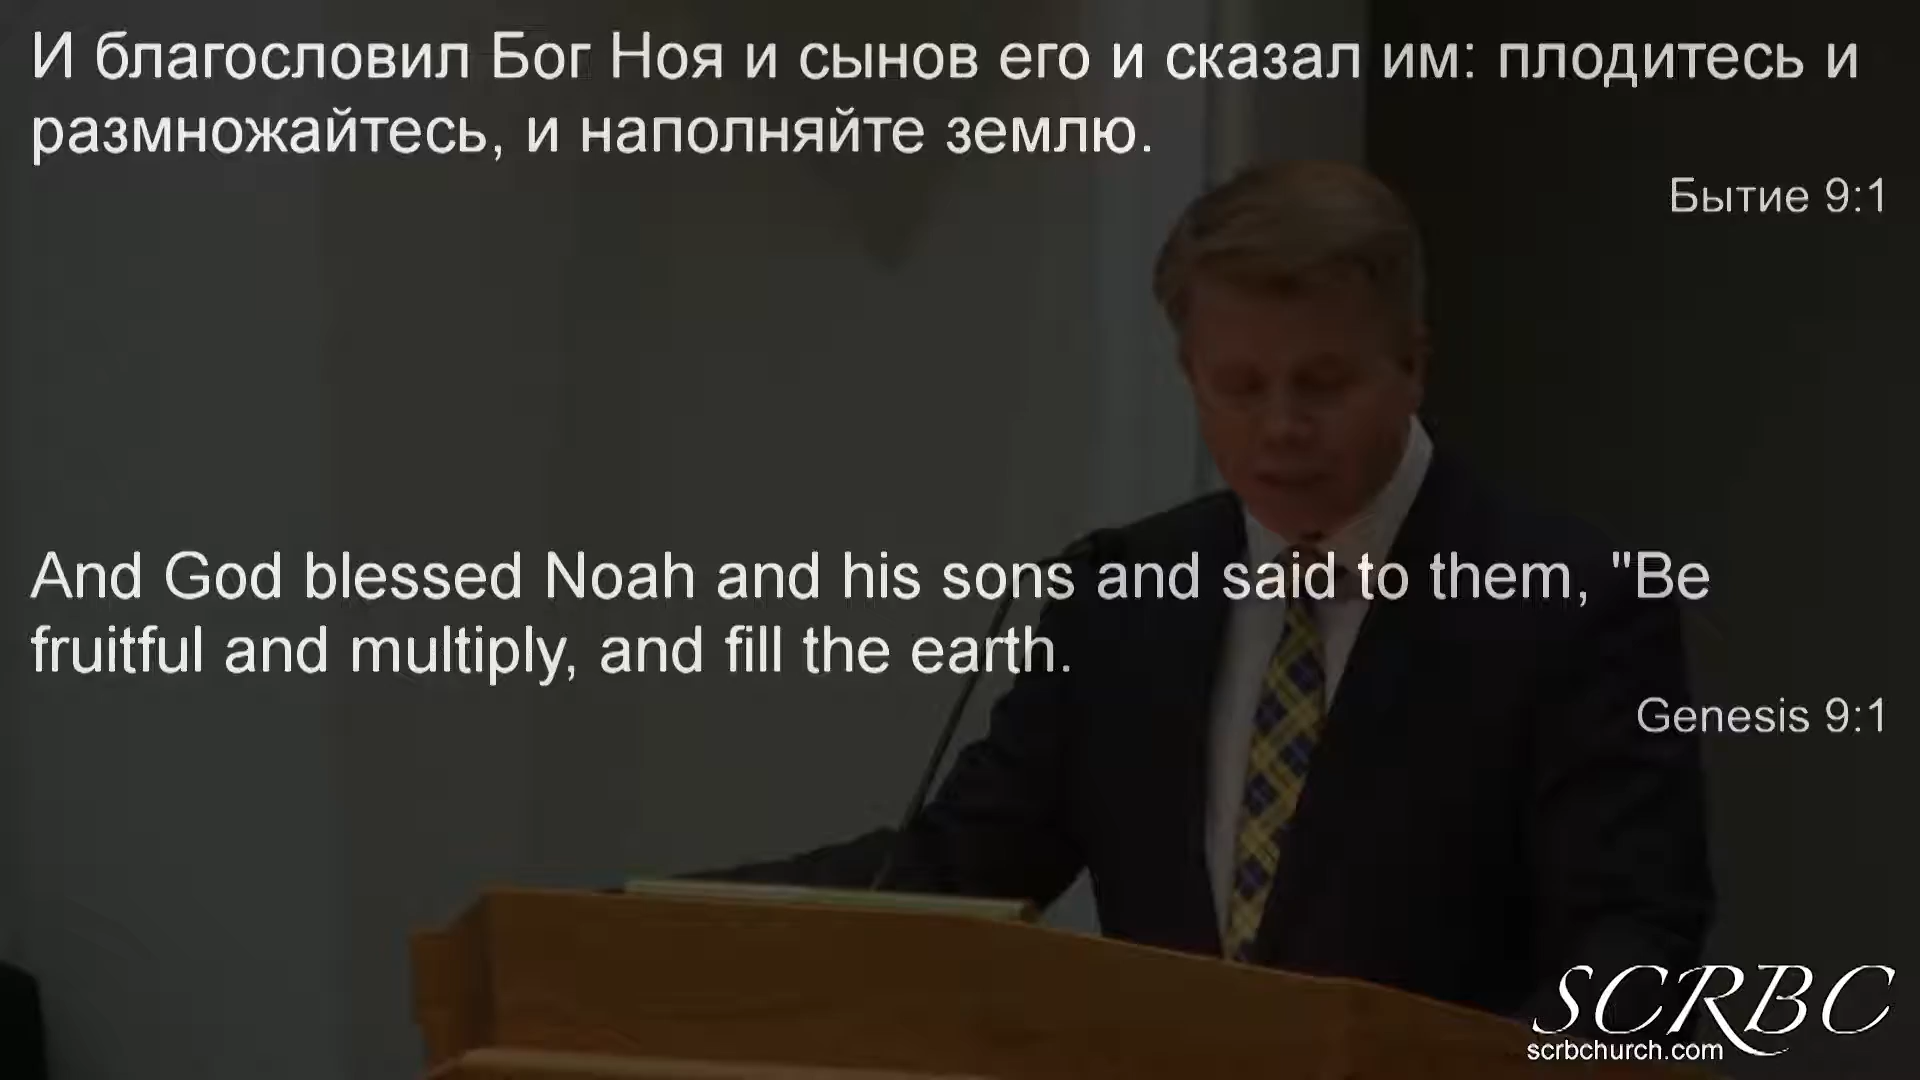 И благословил Бог Ноя и сынов его и сказал им: плодитесь и
размножайтесь, и наполняйте землю.
Бытие 9:1
And God blessed Noah and his sons and said to them, "Be
fruitful and multiply, and fill the earth.
Genesis 9:1
SCRBC
scrbchurch.com